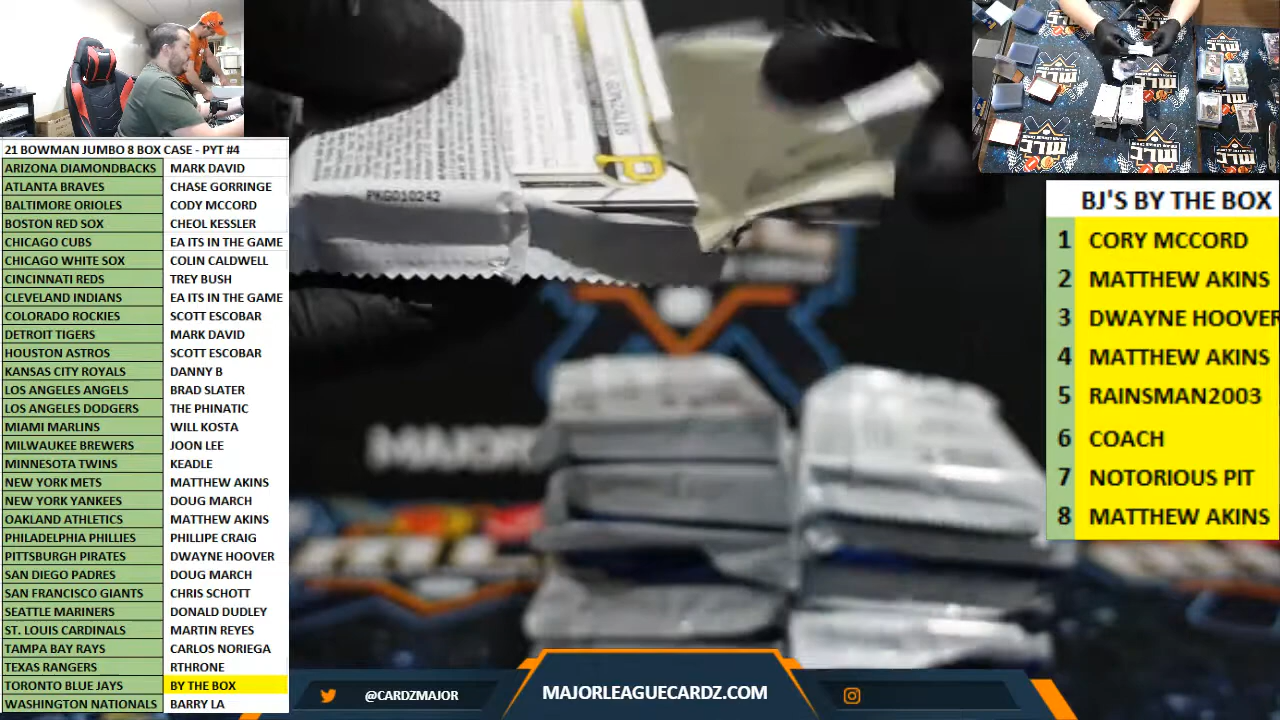 21 BOWMAN JUMBO 8 BOX CASE - PYT #4
ARIZONA DIAMONDBACKS MARK DAVID
ATLANTA BRAVES CHASE GORRINGE
BALTIMORE ORIOLES CODY MCCORD
BOSTON RED SOX CHEOL KESSLER
CHICAGO CUBS EA ITS IN THE GAME
CHICAGO WHITE SOX COLIN CALDWELL
CINCINNATI REDS TREY BUSH
CLEVELAND INDIANS EA ITS IN THE GAME
COLORADO ROCKIES SCOTT ESCOBAR
DETROIT TIGERS MARK DAVID
HOUSTON ASTROS SCOTT ESCOBAR
KANSAS CITY ROYALS DANNY B
LOS ANGELES ANGELS BRAD SLATER
LOS ANGELES DODGERS THE PHINATIC
MIAMI MARLINS WILL KOSTA
MILWAUKEE BREWERS JOON LEE
MINNESOTA TWINS KEADLE
NEW YORK METS MATTHEW AKINS
NEW YORK YANKEES DOUG MARCH
OAKLAND ATHLETICS MATTHEW AKINS
PHILADELPHIA PHILLIES PHILLIPE CRAIG
PITTSBURGH PIRATES DWAYNE HOOVER
SAN DIEGO PADRES DOUG MARCH
SAN FRANCISCO GIANTS CHRIS SCHOTT
SEATTLE MARINERS DONALD DUDLEY
ST. LOUIS CARDINALS MARTIN REYES
TAMPA BAY RAYS CARLOS NORIEGA
TEXAS RANGERS RTHRONE
TORONTO BLUE JAYS BY THE BOX
WASHINGTON NATIONALS BARRY LA
PKG010242
MAJOR
BJ'S BY THE BOX
1 CORY MCCORD
2 MATTHEW AKINS
3 DWAYNE HOOVER
4 MATTHEW AKINS
5 RAINSMAN2003
6 COACH
7 NOTORIOUS PIT
8 MATTHEW AKINS
@CARDZMAJOR
MAJORLEAGUECARDZ.COM